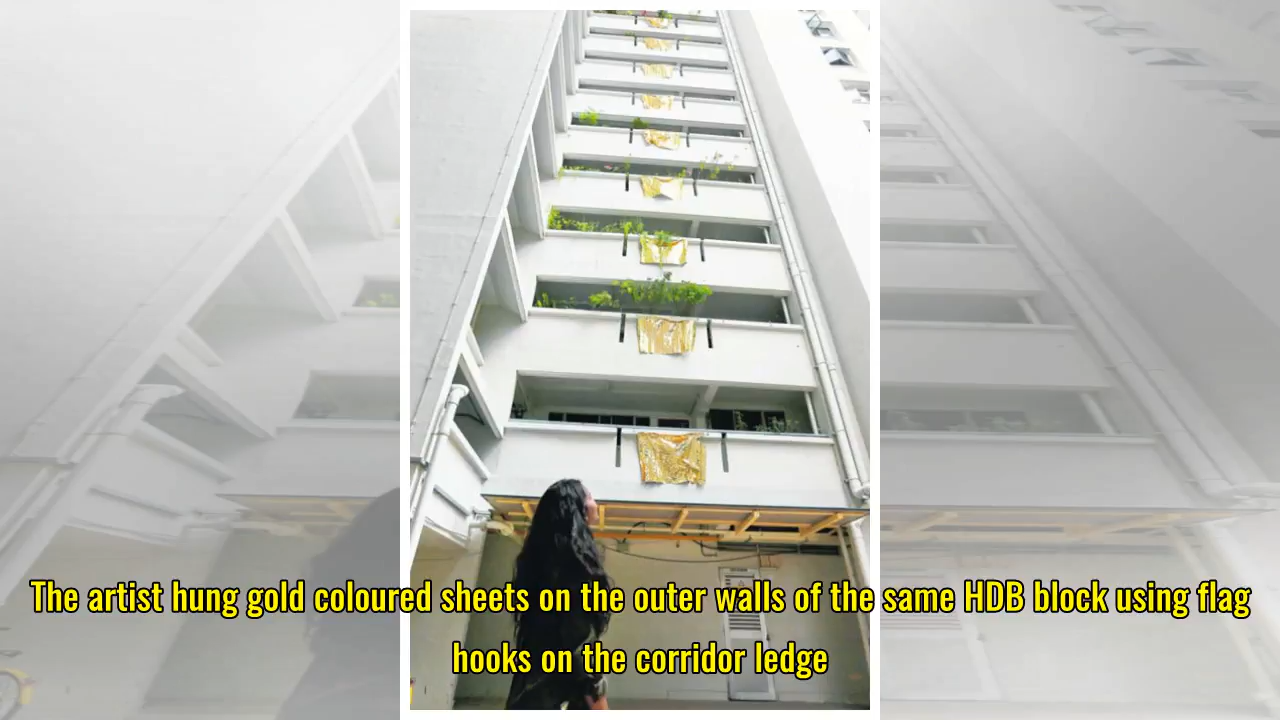 The artist hung gold coloured sheets on the outer walls of the same HDB block using flag
hooks on the corridor ledge